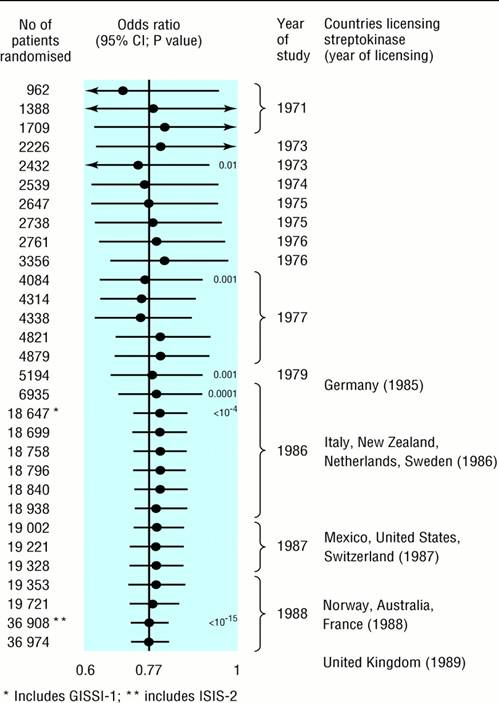 No of patients randomised
Odds ratio (95% CI; P value)
Year of study
Countries licensing streptokinase (year of licensing)
962
1388 1971
1709
2226 1973
2432 0.01 1973
2539 1974
2647 1975
2738 1975
2761 1976
3356 1976
4084 0.001
4314
4338 1977
4821
4879
5194 0.001 1979
Germany (1985)
6935 0.0001
18 647 * <10-4
18 699
18 758 1986 Italy, New Zealand,
18 796 Netherlands, Sweden (1986)
18 840
18 938
19 002
19 221 1987 Mexico, United States,
19 328 Switzerland (1987)
19 353
19 721 1988 Norway, Australia,
36 908 ** <10-15 France (1988)
36 974
United Kingdom (1989)
0.6 0.77 1
* Includes GISSI-1; ** includes ISIS-2